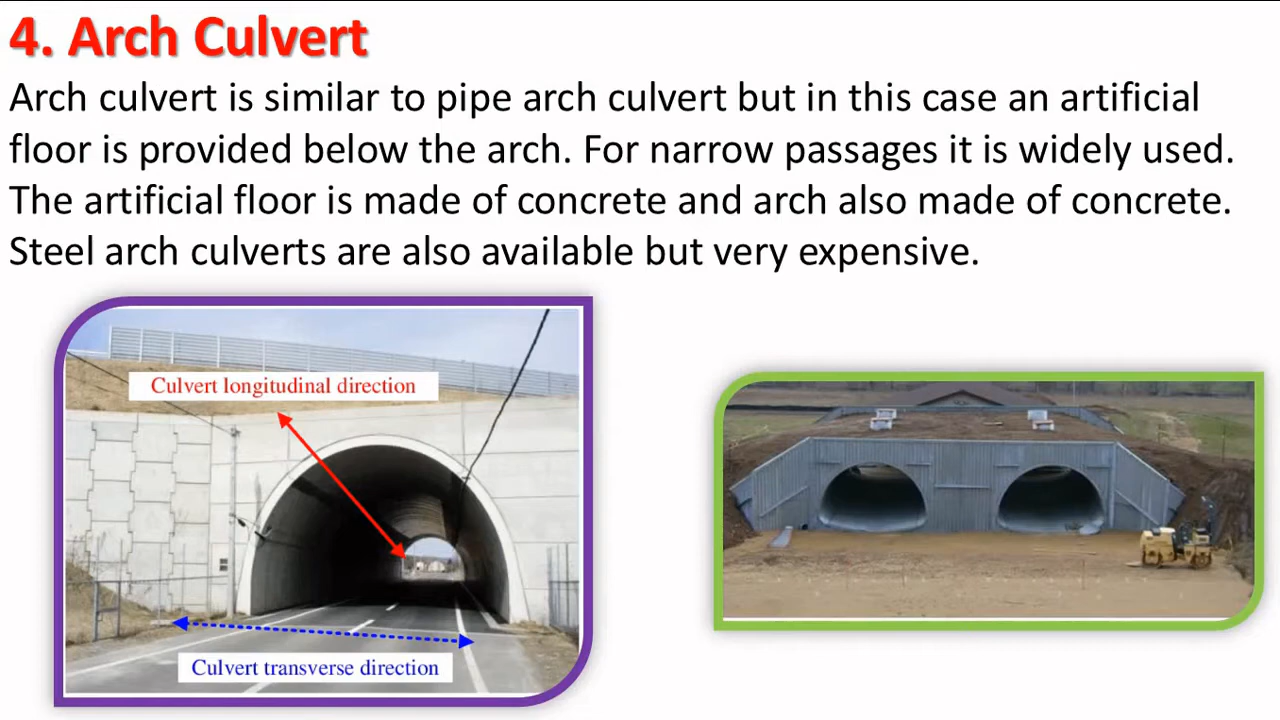 4. Arch Culvert
Arch culvert is similar to pipe arch culvert but in this case an artificial
floor is provided below the arch. For narrow passages it is widely used.
The artificial floor is made of concrete and arch also made of concrete.
Steel arch culverts are also available but very expensive.
Culvert longitudinal direction
Culvert transverse direction